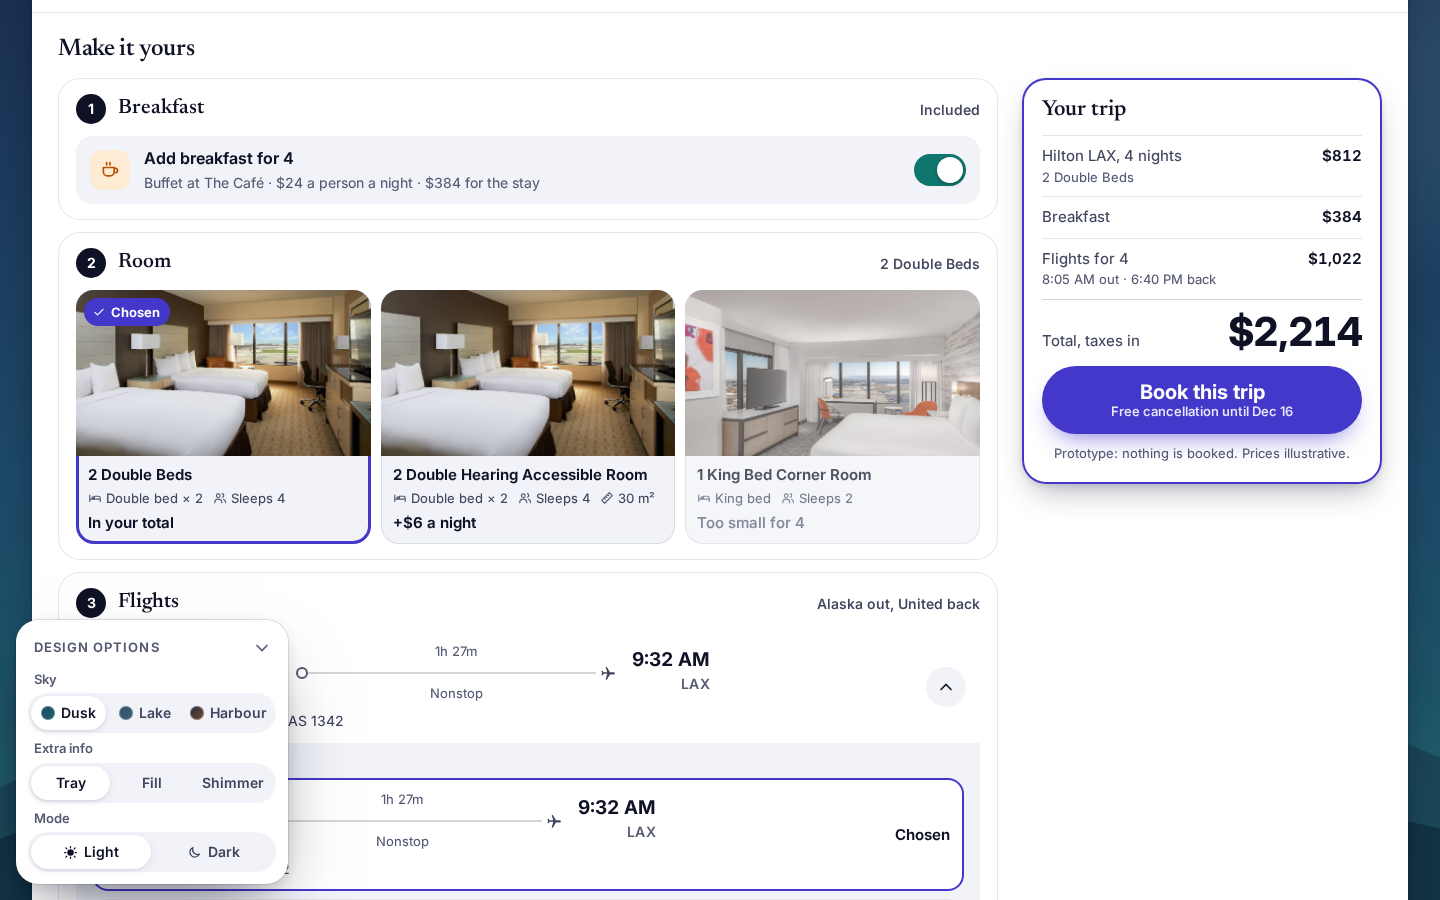 Make it yours
1 Breakfast
Included
Add breakfast for 4
Buffet at The Café · $24 a person a night · $384 for the stay
2 Room
2 Double Beds
Chosen
2 Double Beds
Double bed × 2 Sleeps 4
In your total
2 Double Hearing Accessible Room
Double bed × 2 Sleeps 4 30 m²
+$6 a night
1 King Bed Corner Room
King bed Sleeps 2
Too small for 4
3 Flights
Alaska out, United back
1h 27m
Nonstop
9:32 AM
LAX
AS 1342
1h 27m
Nonstop
9:32 AM
LAX
Chosen
Your trip
Hilton LAX, 4 nights $812
2 Double Beds
Breakfast $384
Flights for 4 $1,022
8:05 AM out · 6:40 PM back
Total, taxes in $2,214
Book this trip
Free cancellation until Dec 16
Prototype: nothing is booked. Prices illustrative.
DESIGN OPTIONS
Sky
Dusk Lake Harbour
Extra info
Tray Fill Shimmer
Mode
Light Dark